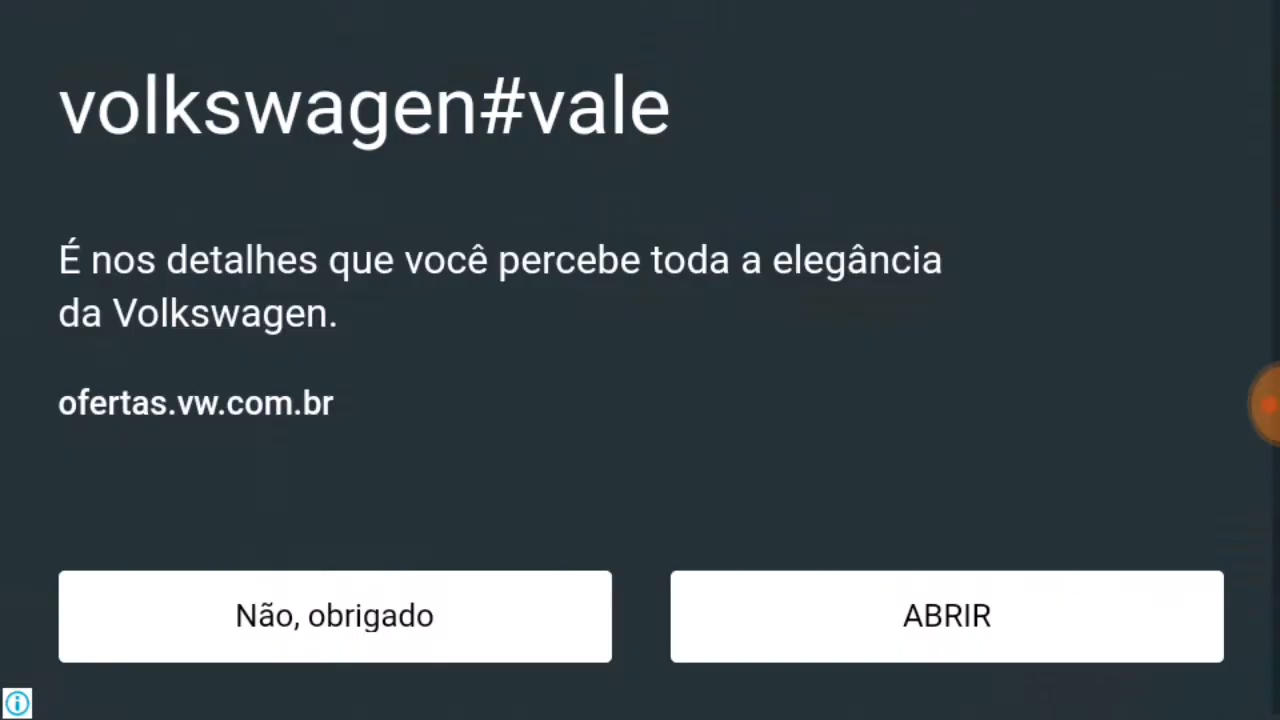 volkswagen#vale
É nos detalhes que você percebe toda a elegância
da Volkswagen.
ofertas.vw.com.br
Não, obrigado
ABRIR